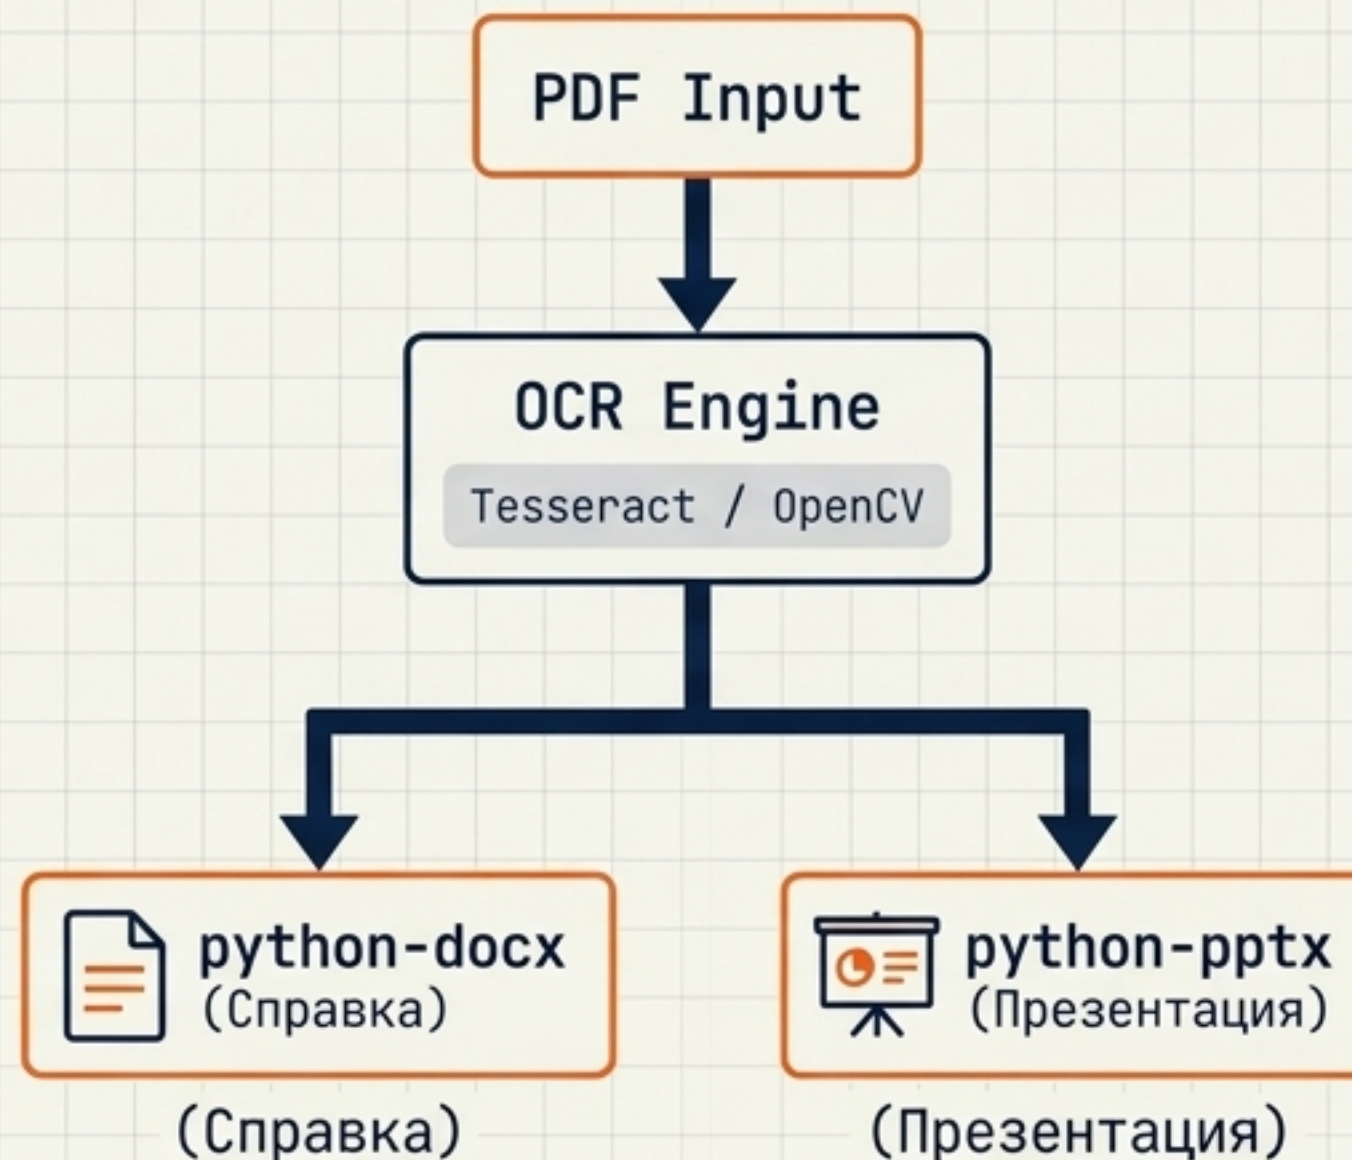 PDF Input
OCR Engine
Tesseract / OpenCV
python-docx
(Справка)
python-pptx
(Презентация)
(Справка)
(Презентация)